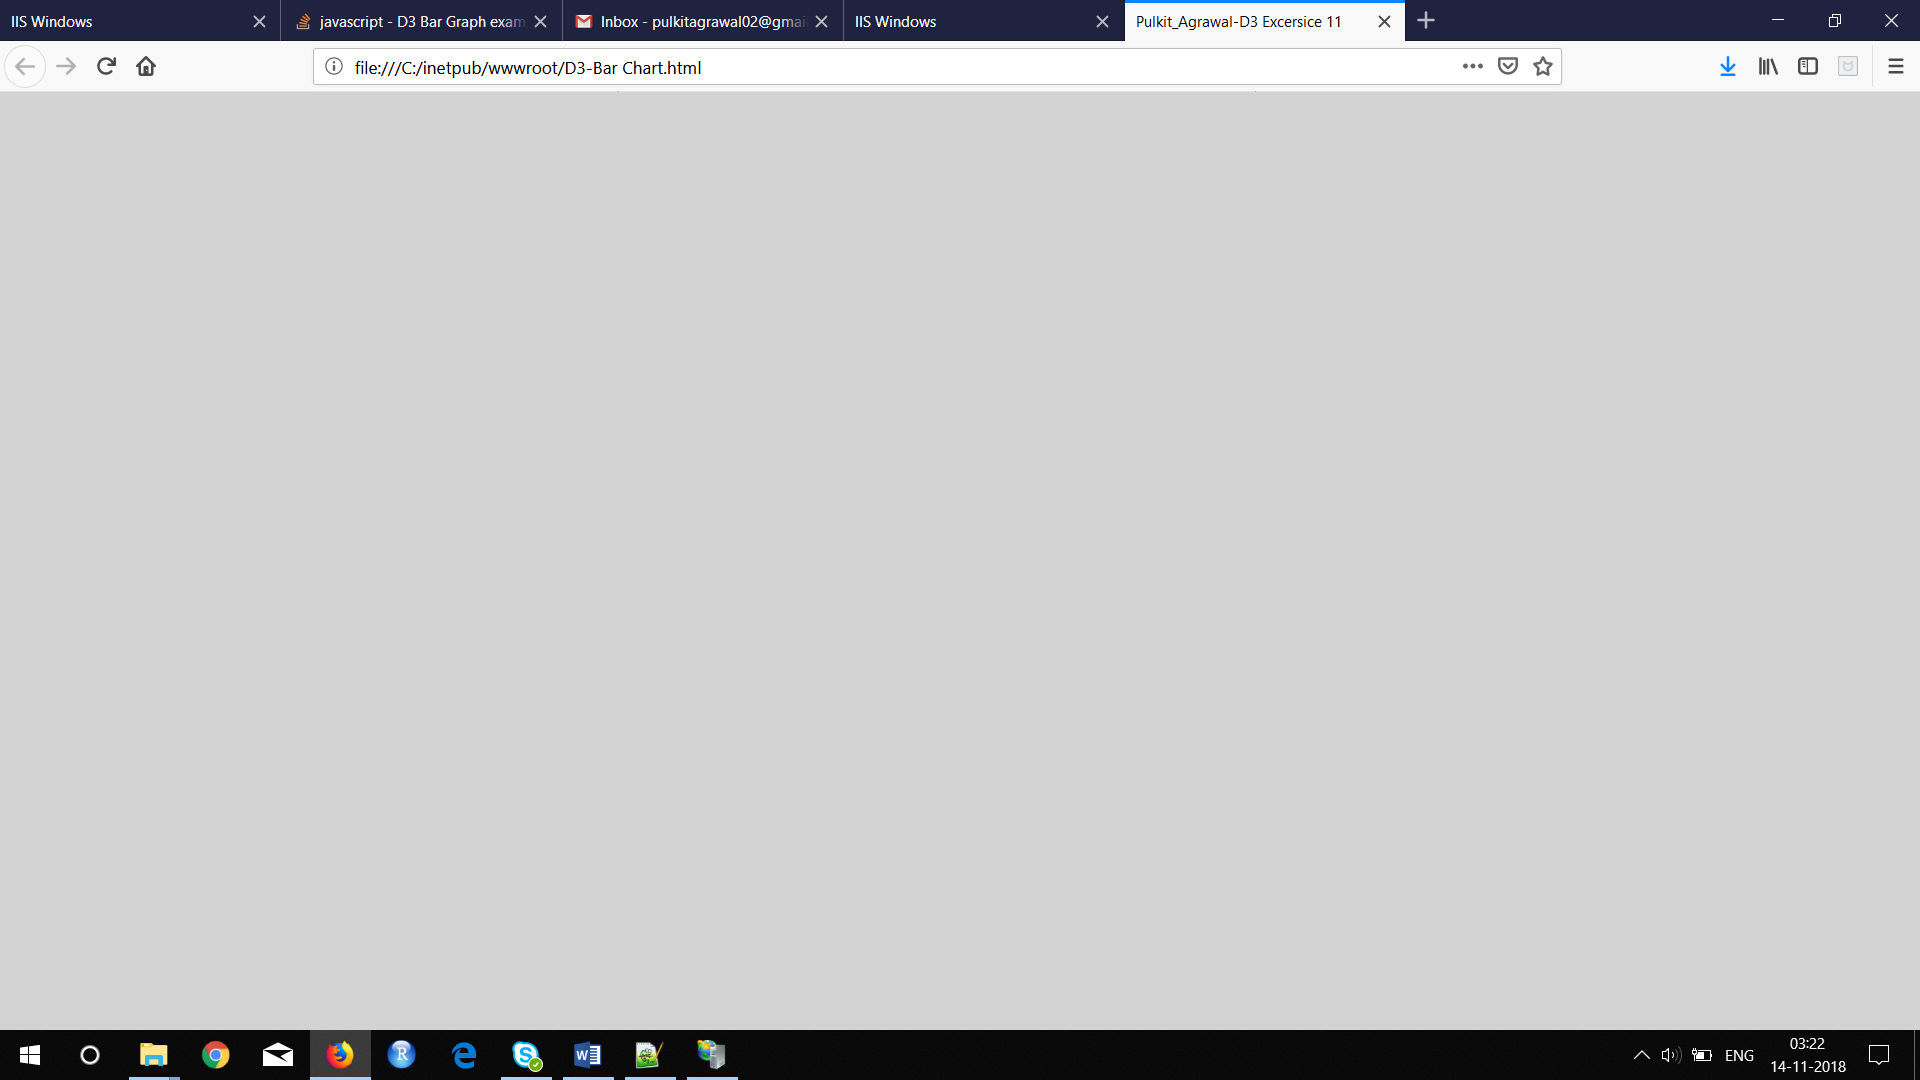 IIS Windows
javascript - D3 Bar Graph exam
Inbox - pulkitagrawal02@gmai
IIS Windows
Pulkit_Agrawal-D3 Excersice 11
file:///C:/inetpub/wwwroot/D3-Bar Chart.html
ENG
03:22
14-11-2018